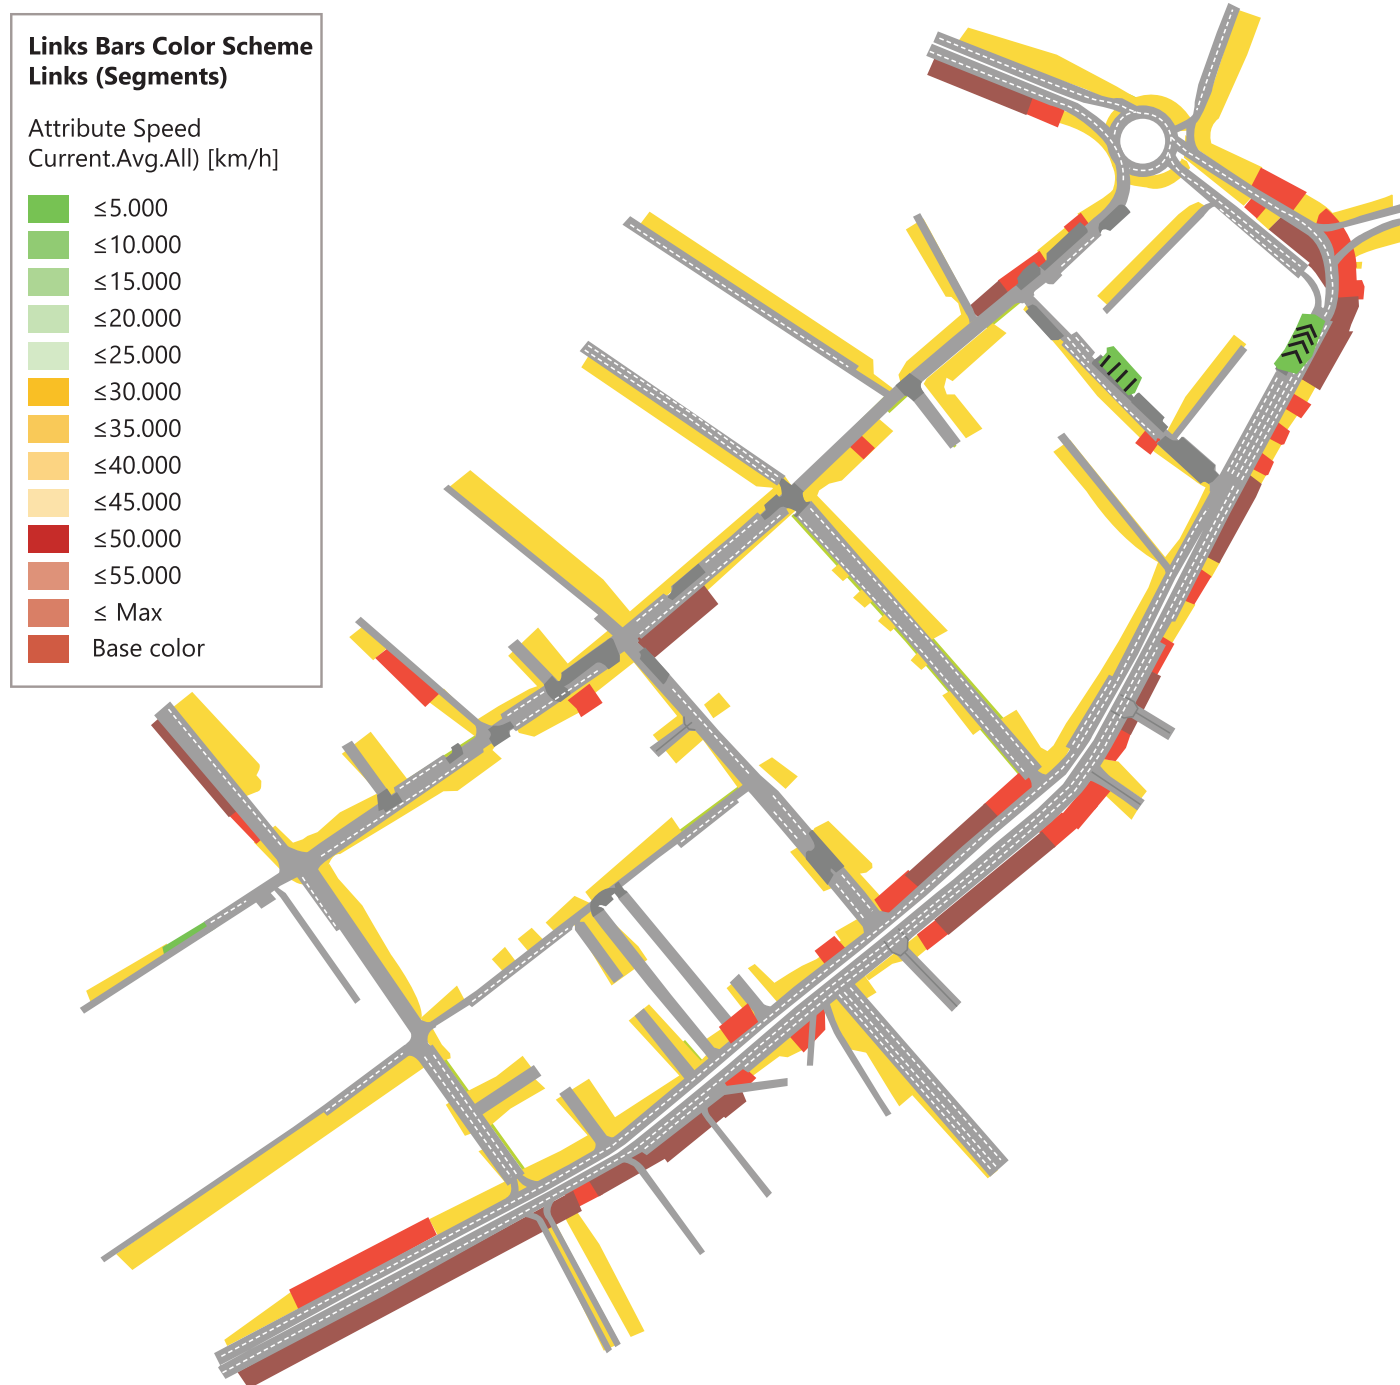 Links Bars Color Scheme
Links (Segments)
Attribute Speed
Current.Avg.All) [km/h]
≤5.000
≤10.000
≤15.000
≤20.000
≤25.000
≤30.000
≤35.000
≤40.000
≤45.000
≤50.000
≤55.000
≤ Max
Base color